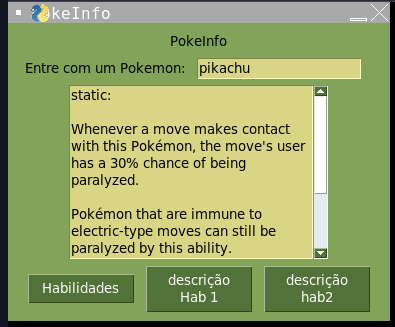 keInfo
PokeInfo
Entre com um Pokemon: pikachu
static:
Whenever a move makes contact
with this Pokémon, the move's user
has a 30% chance of being
paralyzed.
Pokémon that are immune to
electric-type moves can still be
paralyzed by this ability.
Habilidades
descrição
Hab 1
descrição
hab2